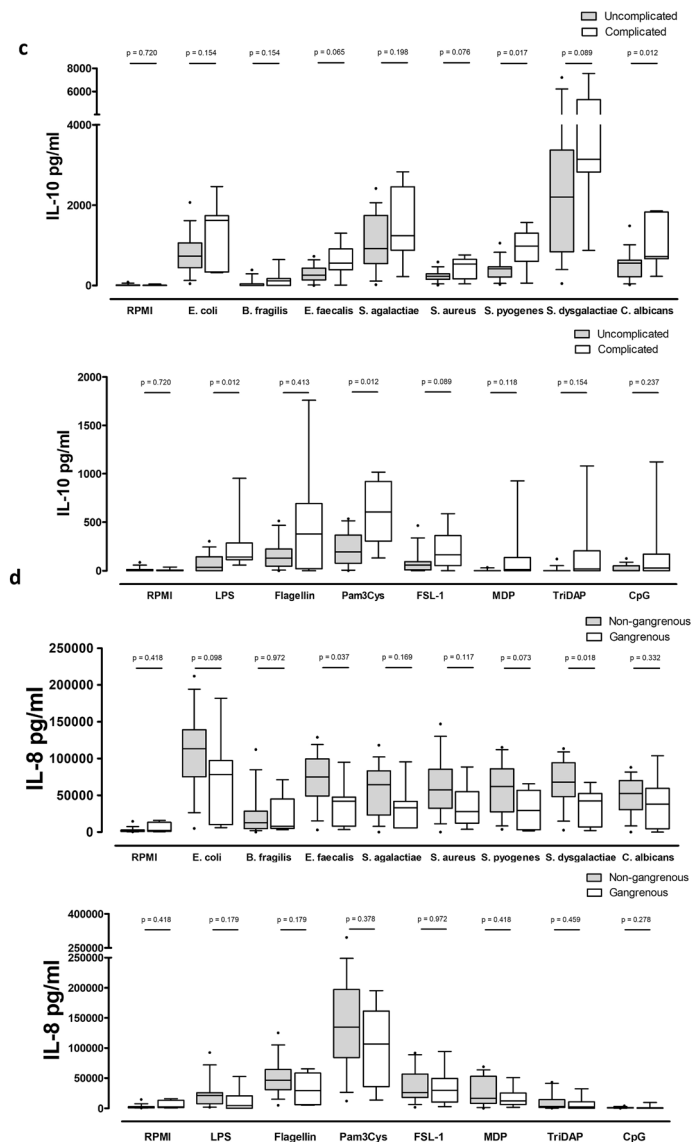 c
Uncomplicated
Complicated
p = 0.720 p = 0.154 p = 0.154 p = 0.065 p = 0.198 p = 0.076 p = 0.017 p = 0.089 p = 0.012
IL-10 pg/ml
8000
6000
4000
2000
0
RPMI E. coli B. fragilis E. faecalis S. agalactiae S. aureus S. pyogenes S. dysgalactiae C. albicans
Uncomplicated
Complicated
p = 0.720 p = 0.012 p = 0.413 p = 0.012 p = 0.089 p = 0.118 p = 0.154 p = 0.237
IL-10 pg/ml
2000
1500
1000
500
0
RPMI LPS Flagellin Pam3Cys FSL-1 MDP TriDAP CpG
d
Non-gangrenous
Gangrenous
p = 0.418 p = 0.098 p = 0.972 p = 0.037 p = 0.169 p = 0.117 p = 0.073 p = 0.018 p = 0.332
IL-8 pg/ml
250000
200000
150000
100000
50000
0
RPMI E. coli B. fragilis E. faecalis S. agalactiae S. aureus S. pyogenes S. dysgalactiae C. albicans
Non-gangrenous
Gangrenous
p = 0.418 p = 0.179 p = 0.179 p = 0.378 p = 0.972 p = 0.418 p = 0.459 p = 0.278
IL-8 pg/ml
400000
250000
250000
200000
150000
100000
50000
0
RPMI LPS Flagellin Pam3Cys FSL-1 MDP TriDAP CpG